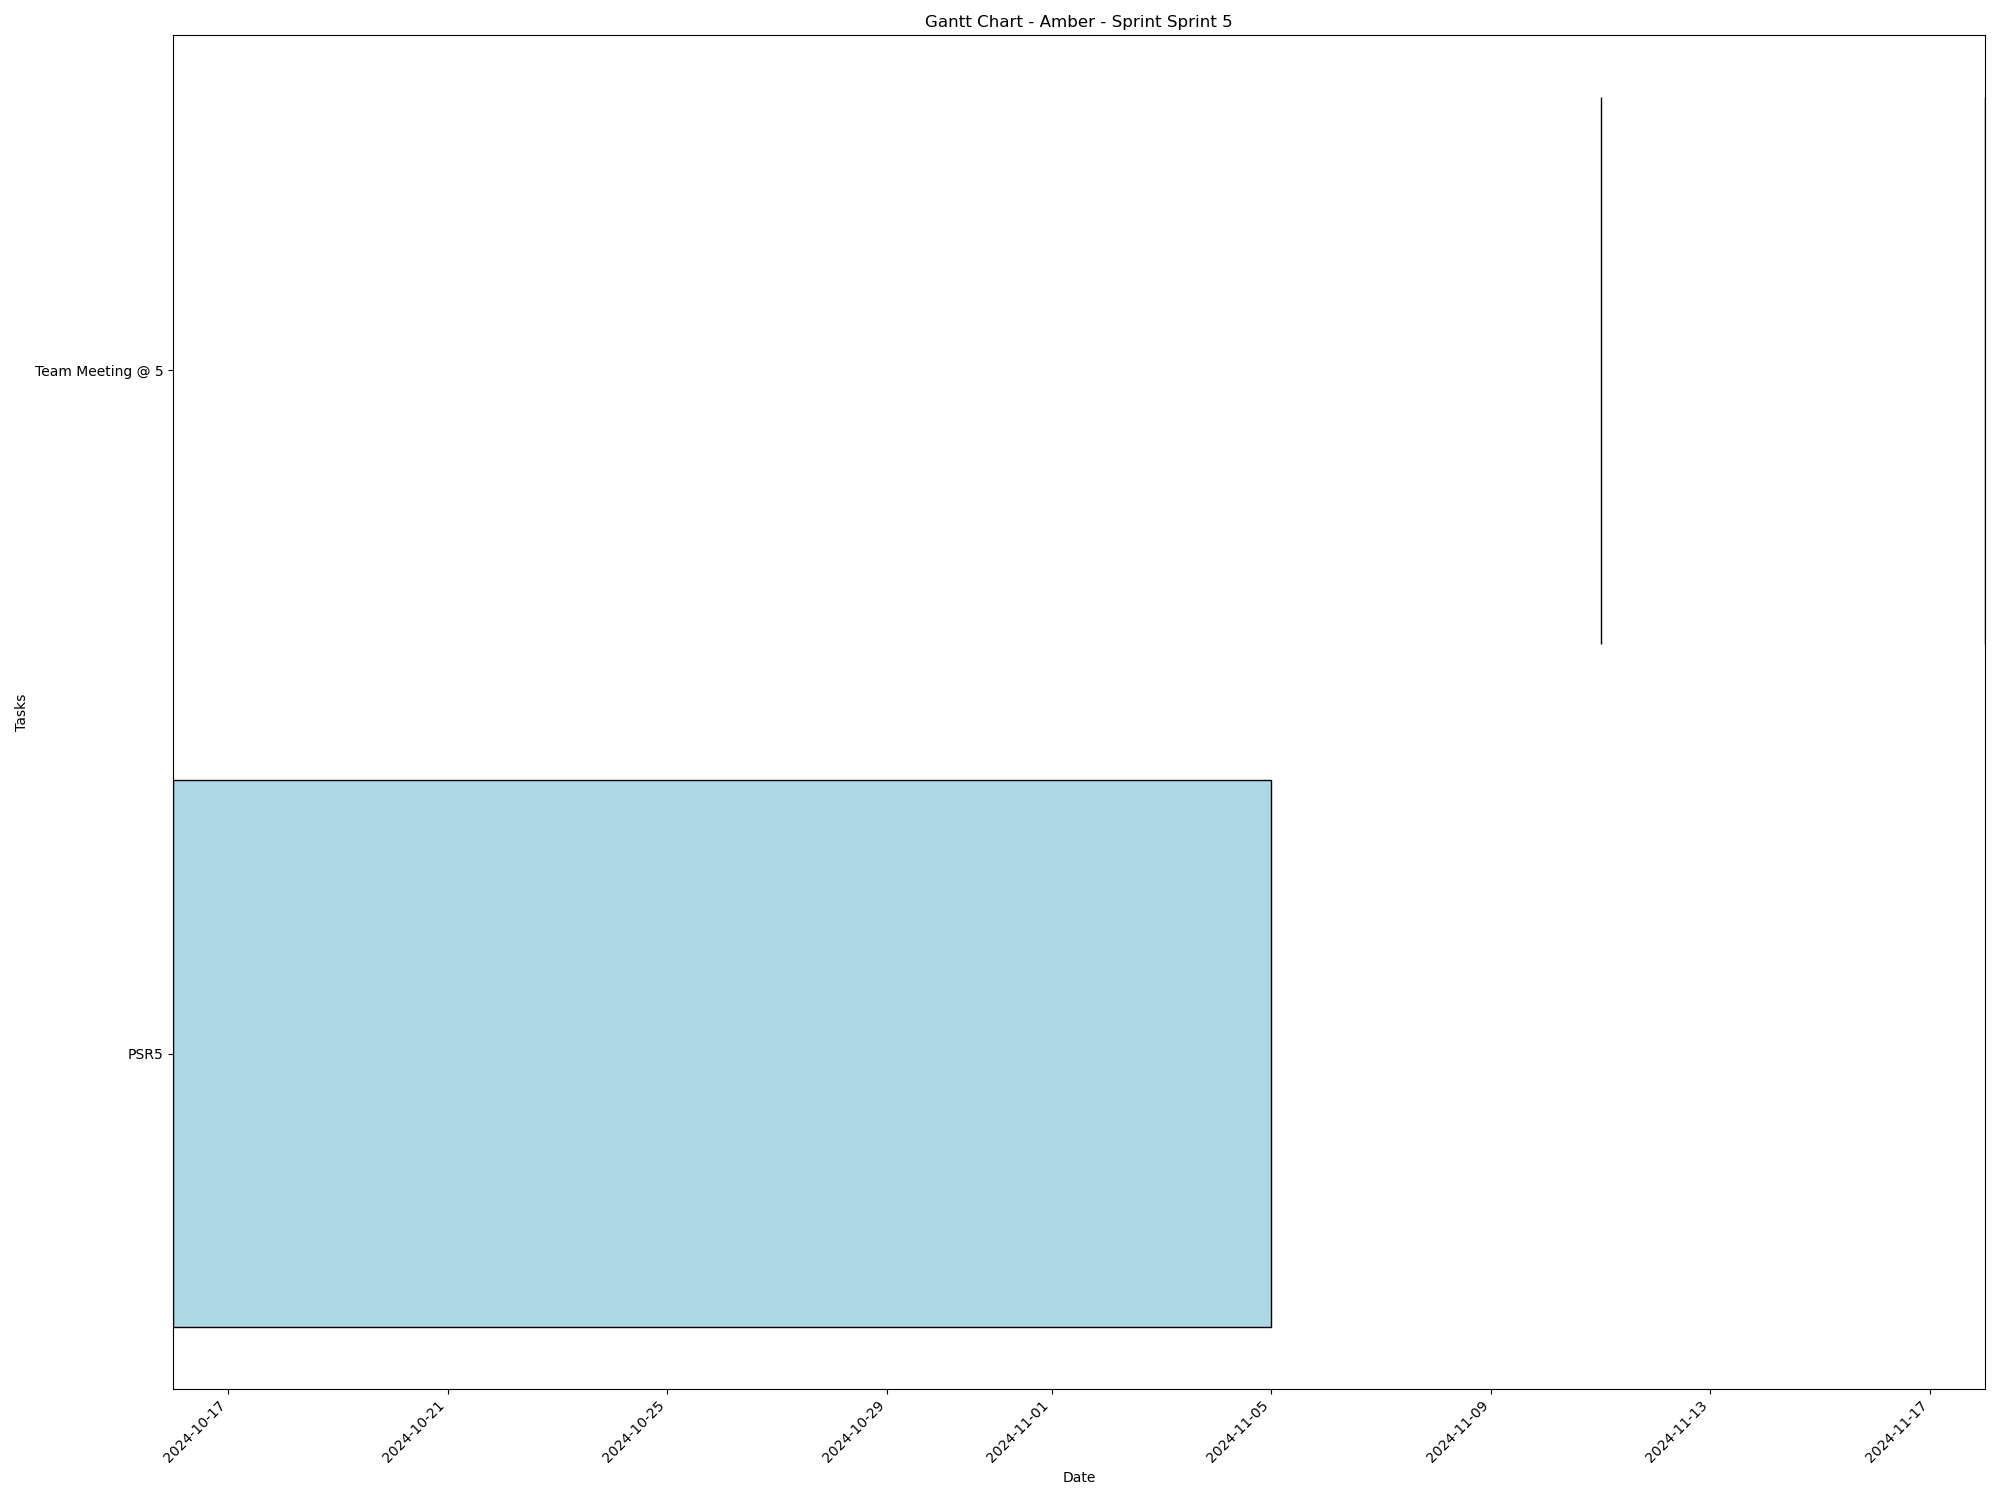 Gantt Chart - Amber - Sprint Sprint 5
Team Meeting @ 5
Tasks
PSR5
2024-10-17
2024-10-21
2024-10-25
2024-10-29
2024-11-01
2024-11-05
2024-11-09
2024-11-13
2024-11-17
Date